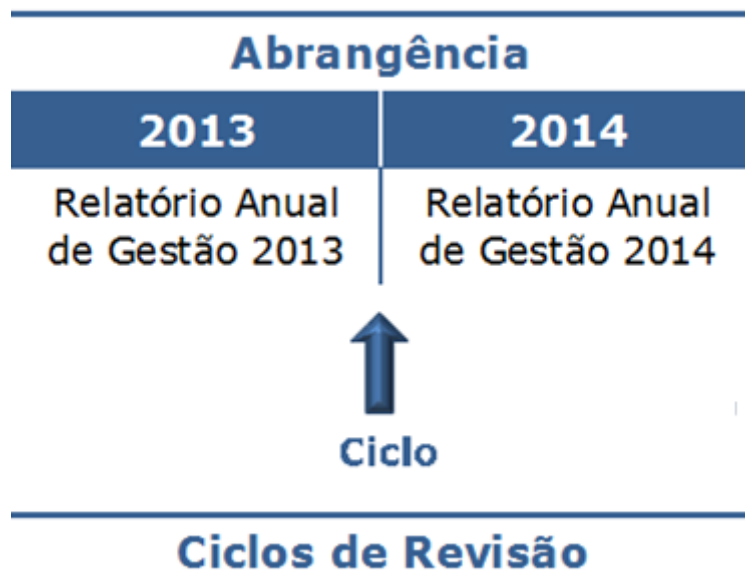 Abrangência
2013 2014
Relatório Anual Relatório Anual
de Gestão 2013 de Gestão 2014
Ciclo
Ciclos de Revisão